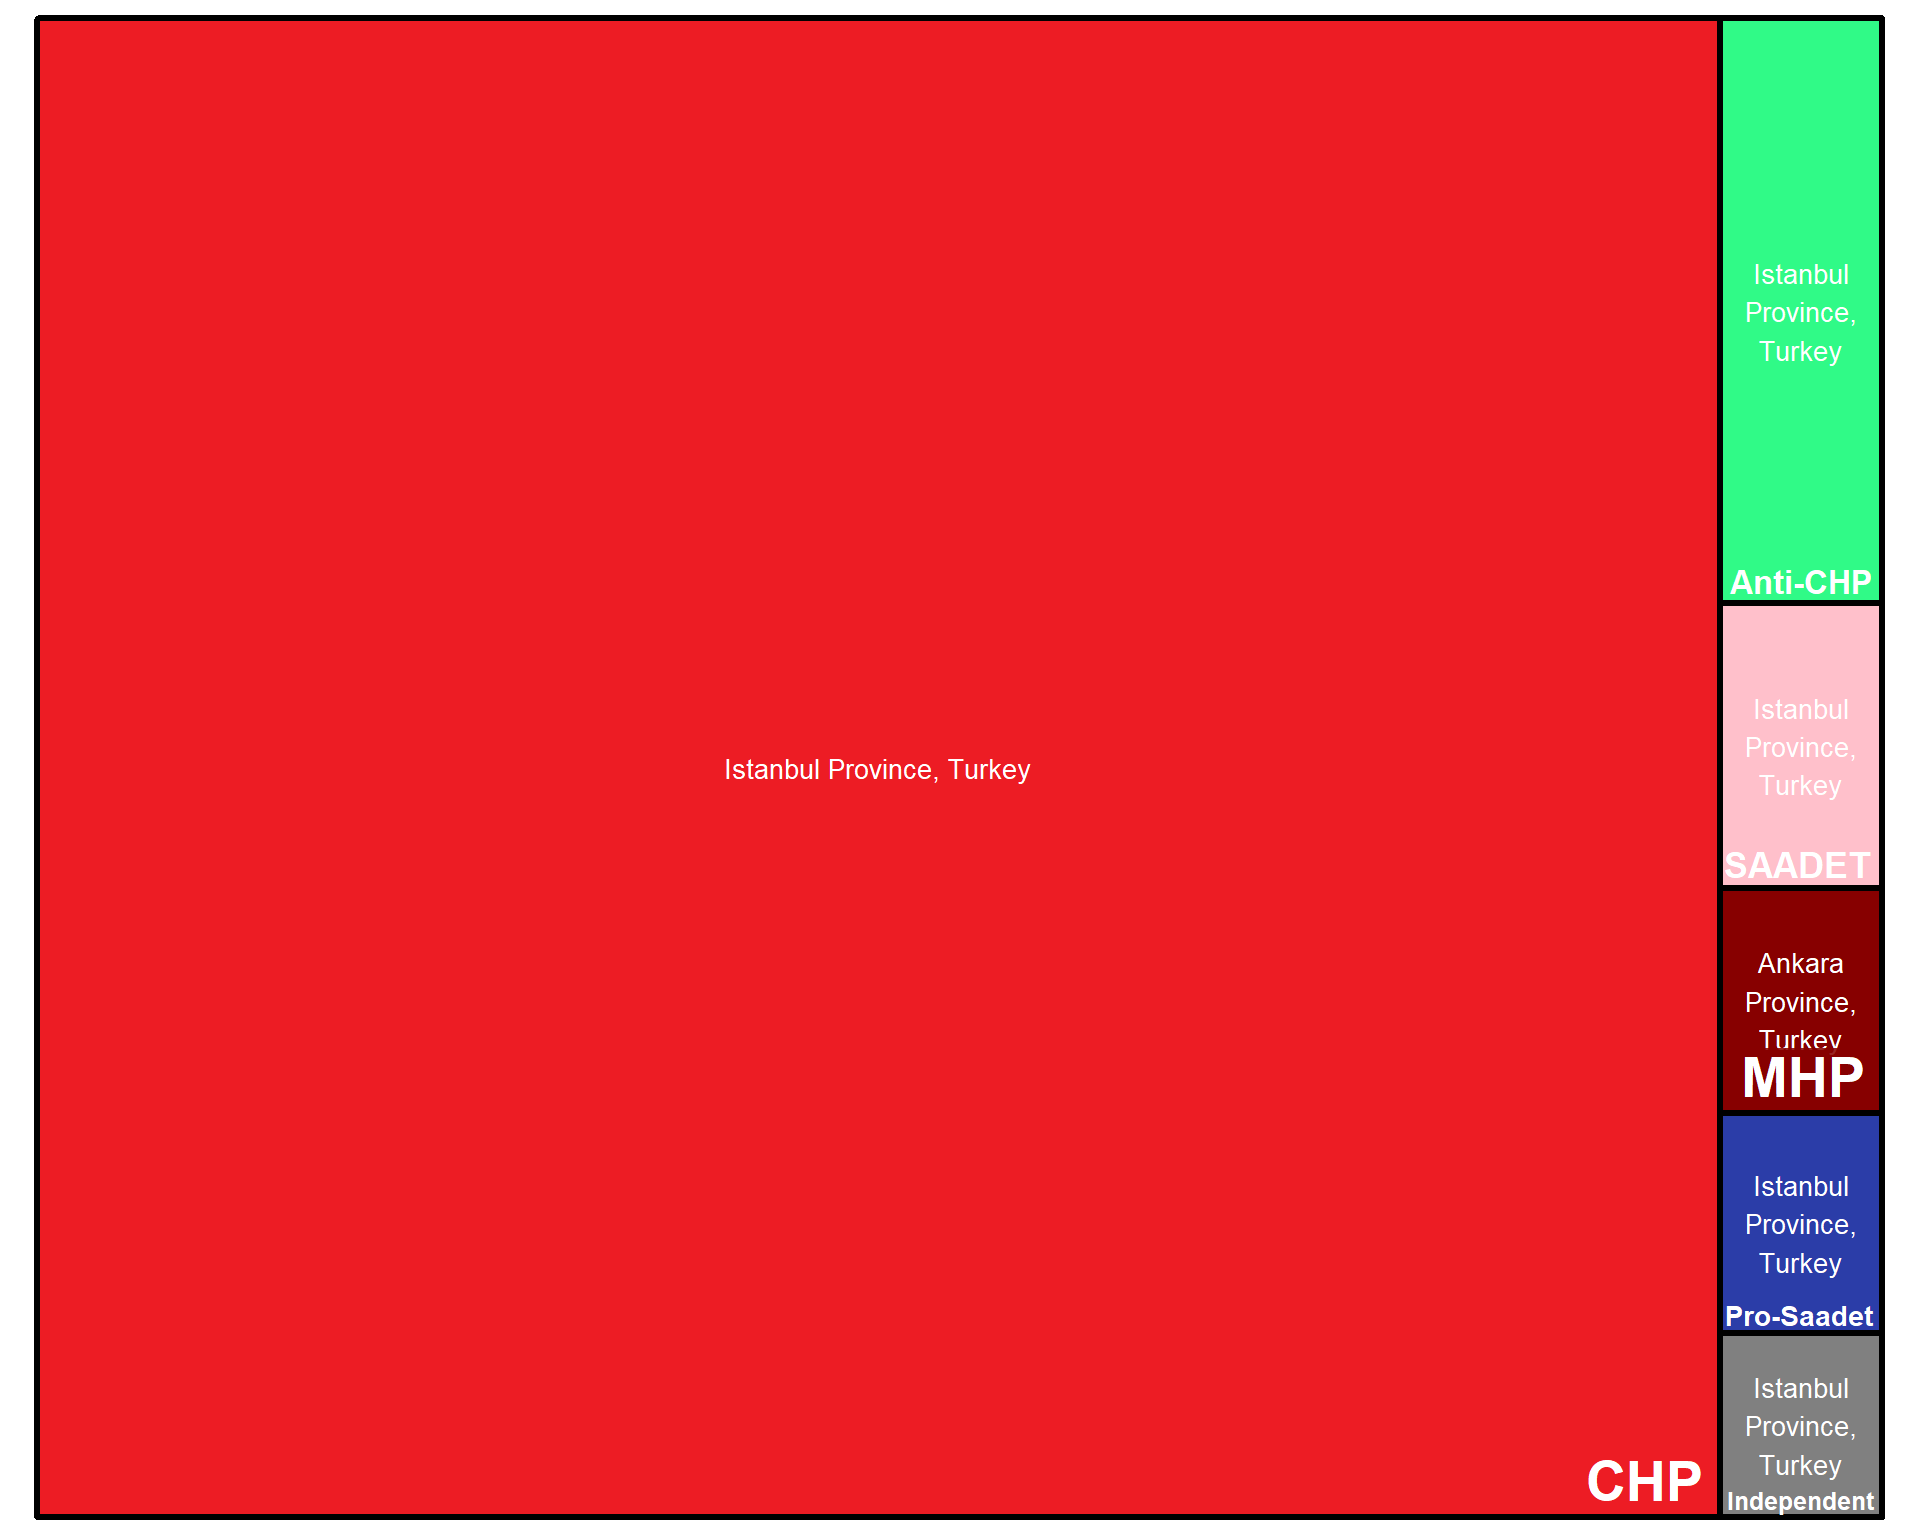 Istanbul Province, Turkey
CHP
Istanbul
Province,
Turkey
Anti-CHP
Istanbul
Province,
Turkey
SAADET
Ankara
Province,
Turkey
MHP
Istanbul
Province,
Turkey
Pro-Saadet
Istanbul
Province,
Turkey
Independent